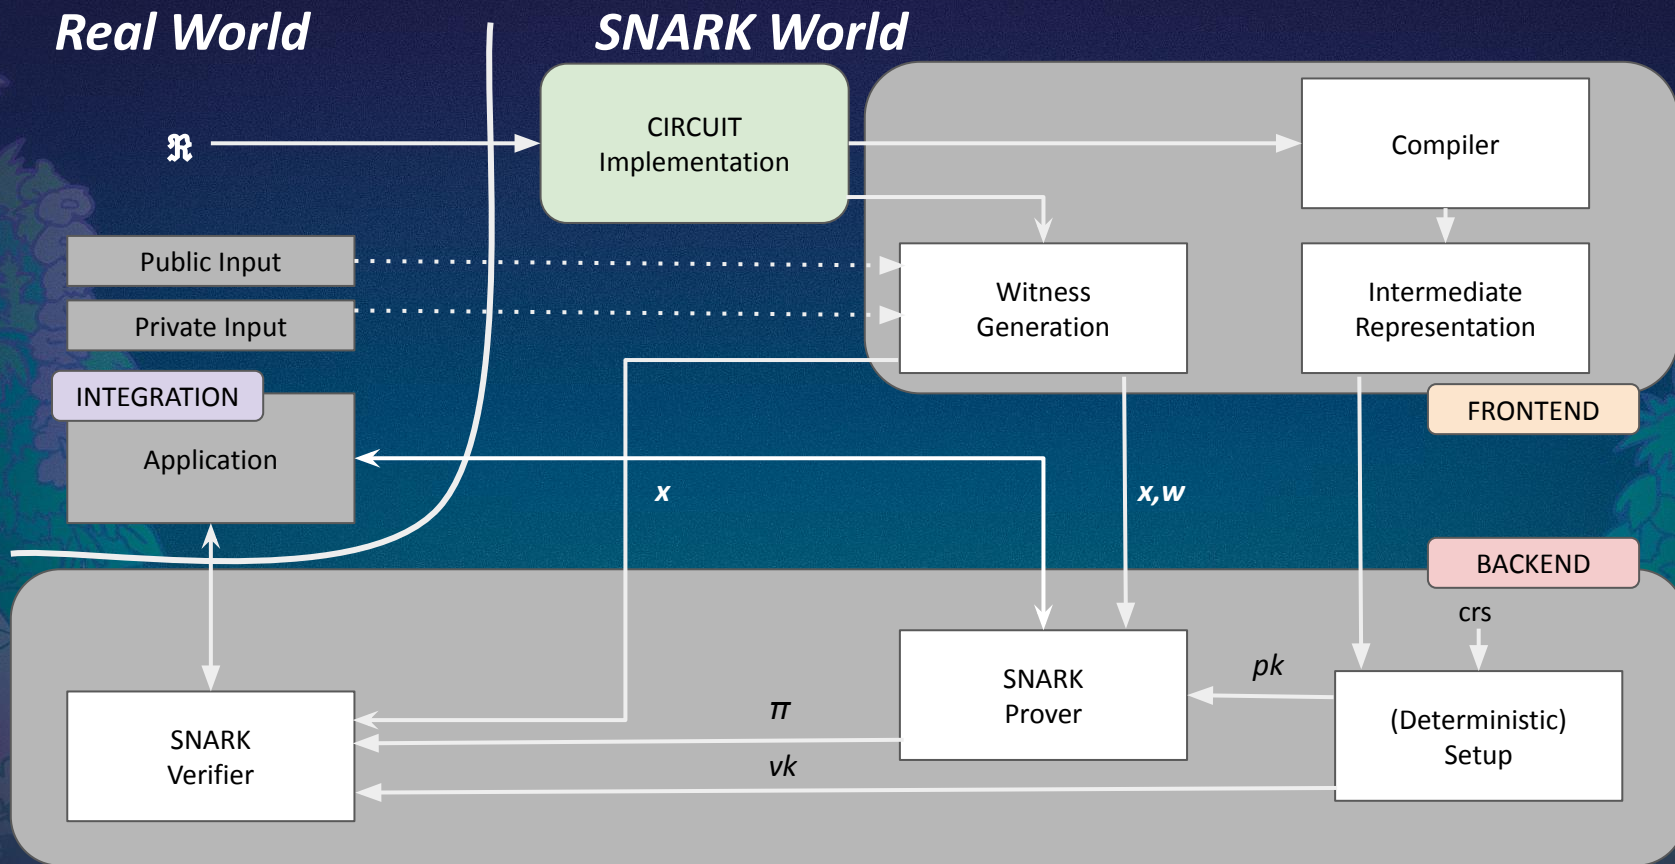 Real World
SNARK World
ℜ
CIRCUIT
Implementation
Compiler
Public Input
Private Input
Witness
Generation
Intermediate
Representation
INTEGRATION
Application
FRONTEND
x
x,w
BACKEND
crs
SNARK
Prover
pk
(Deterministic)
Setup
π
vk
SNARK
Verifier